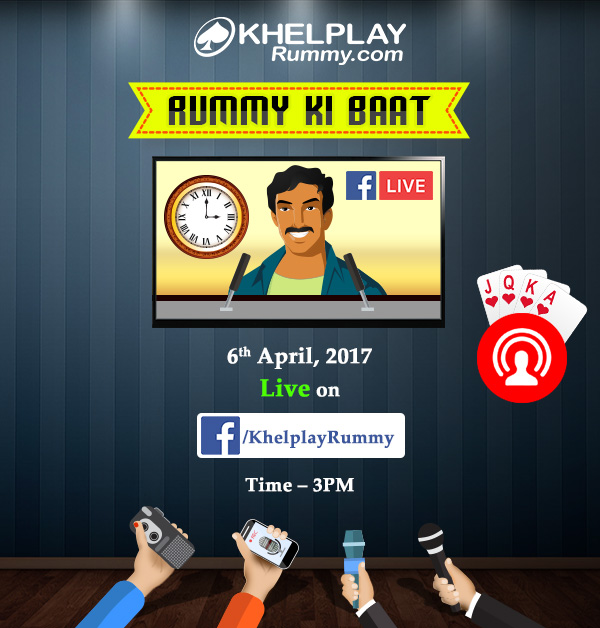 KHELPLAY
Rummy.com
RUMMY KI BAAT
f LIVE
J Q K A
6th April, 2017
Live on
f/KhelplayRummy
Time – 3PM